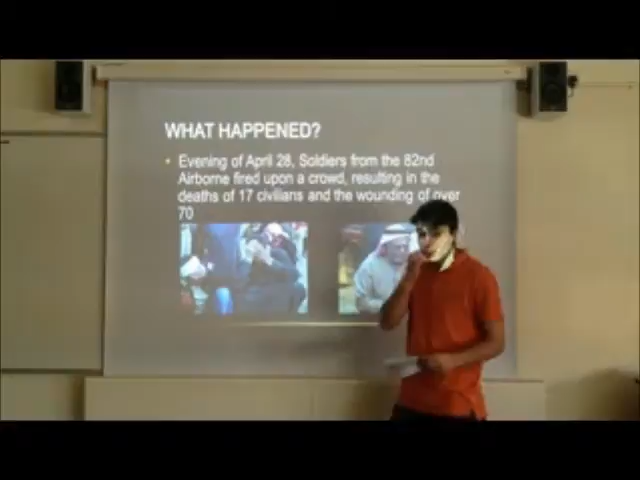 WHAT HAPPENED?
• Evening of April 28, Soldiers from the 82nd
Airborne fired upon a crowd, resulting in the
deaths of 17 civilians and the wounding of over
70